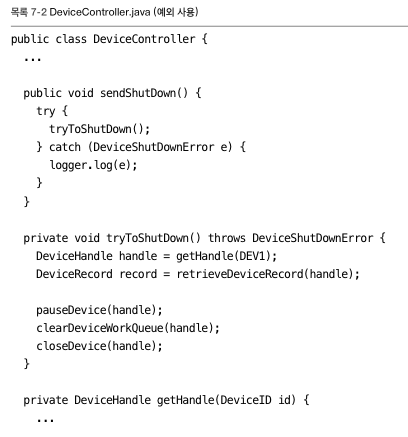 목록 7-2 DeviceController.java (예외 사용)
public class DeviceController {
  ...

  public void sendShutDown() {
    try {
      tryToShutDown();
    } catch (DeviceShutDownError e) {
      logger.log(e);
    }
  }

  private void tryToShutDown() throws DeviceShutDownError {
    DeviceHandle handle = getHandle(DEV1);
    DeviceRecord record = retrieveDeviceRecord(handle);

    pauseDevice(handle);
    clearDeviceWorkQueue(handle);
    closeDevice(handle);
  }

  private DeviceHandle getHandle(DeviceID id) {
    ...